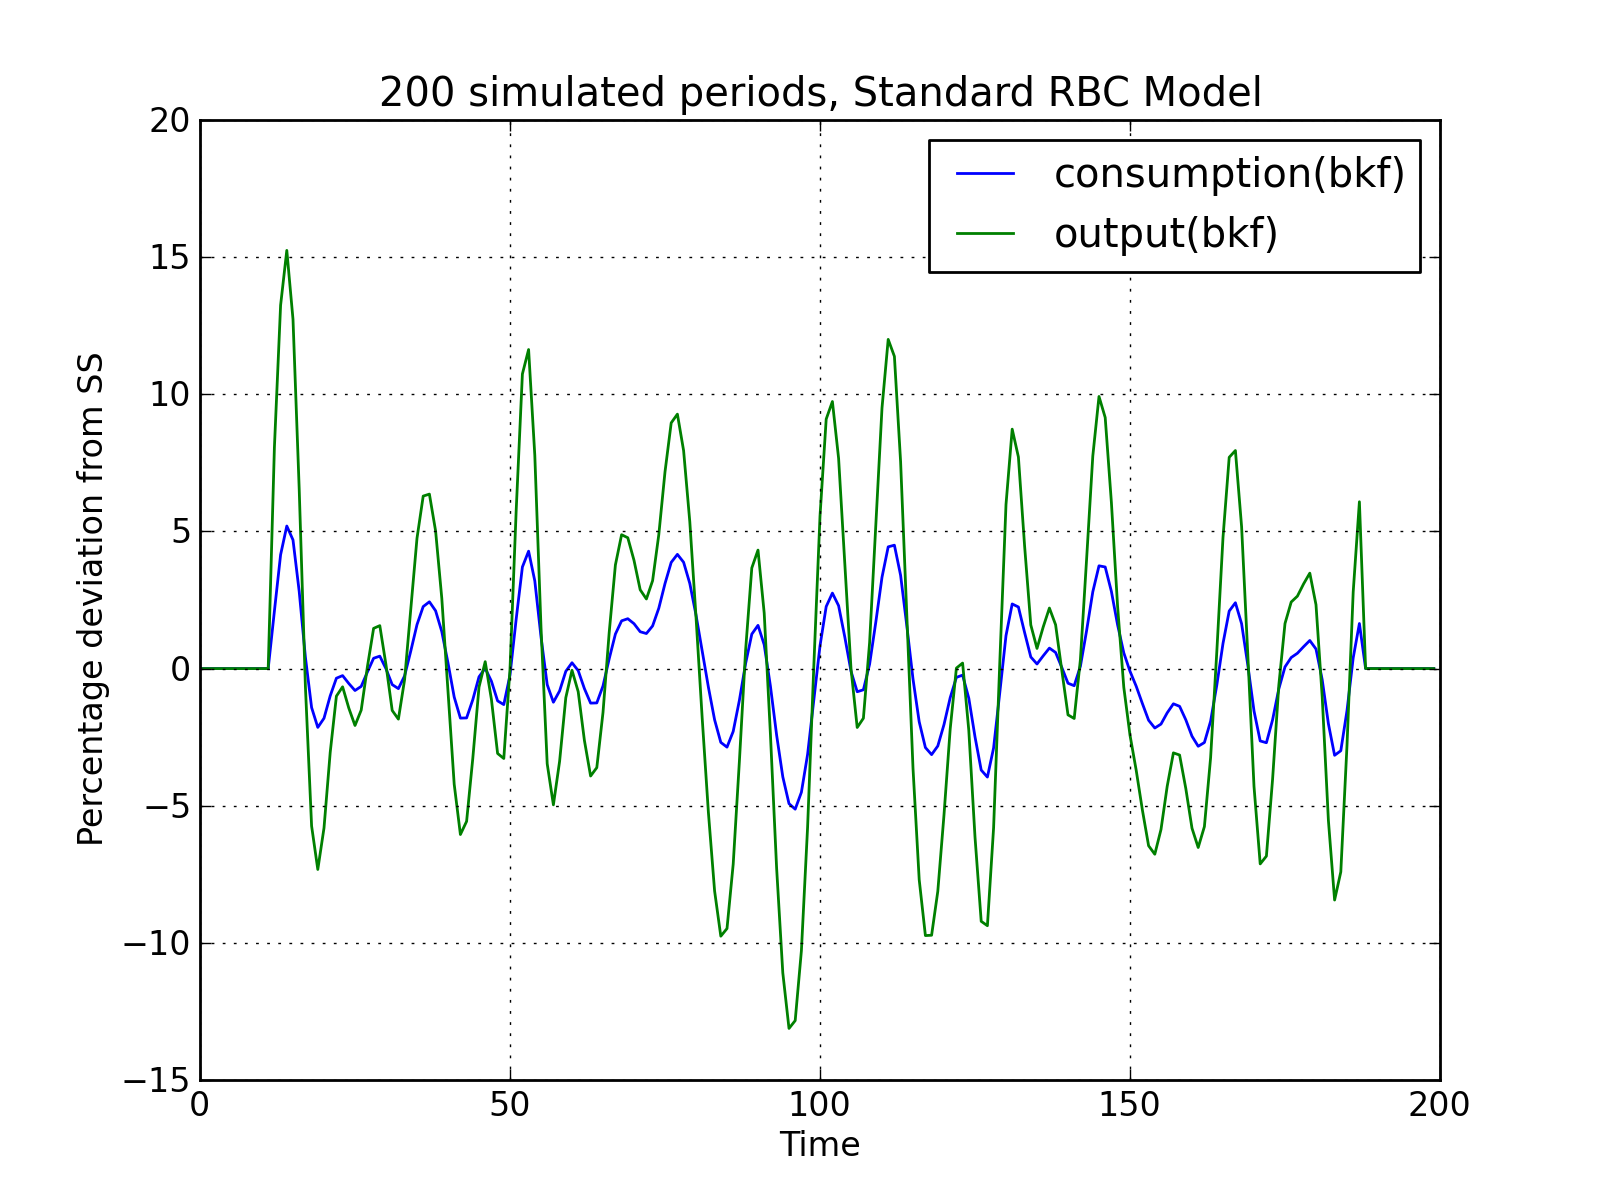 200 simulated periods, Standard RBC Model
20
15
10
5
0
−5
−10
−15
Percentage deviation from SS
consumption(bkf)
output(bkf)
0 50 100 150 200
Time